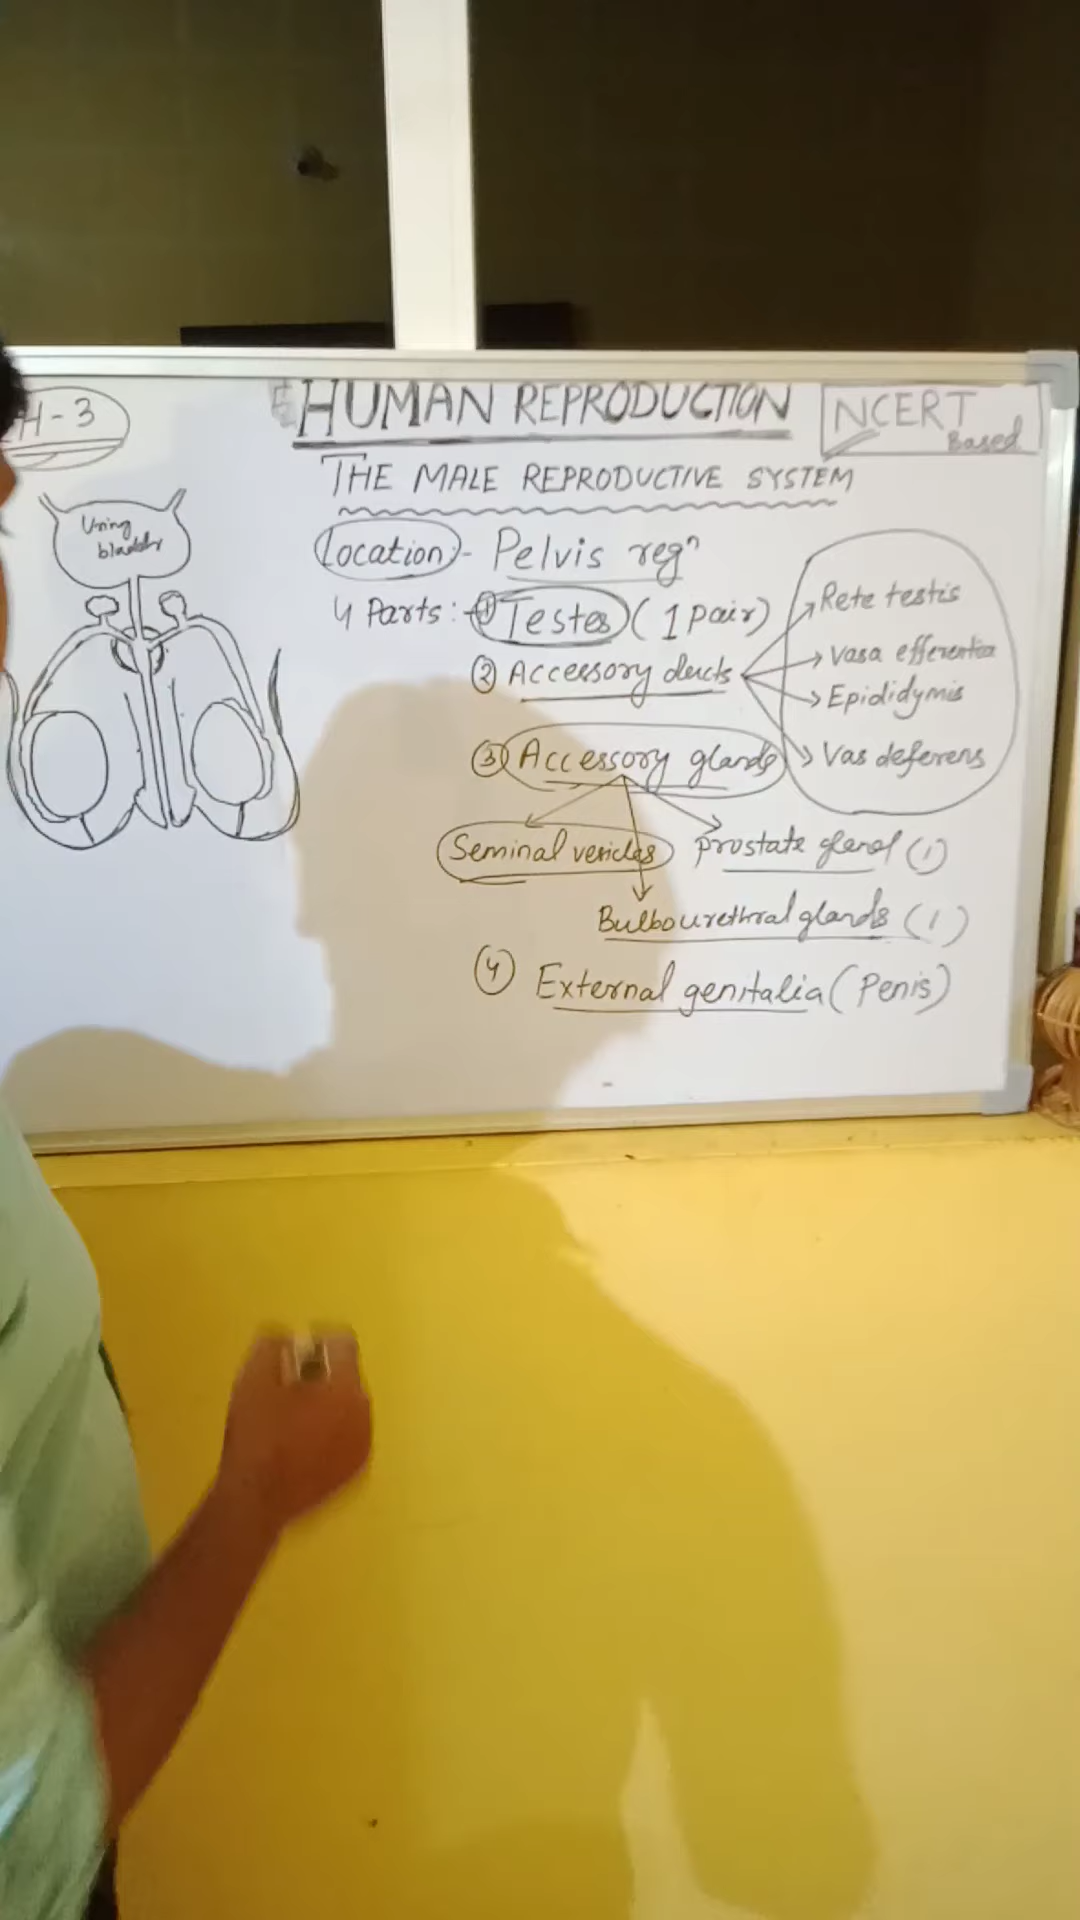 H-3
HUMAN REPRODUCTION
NCERT
Based
THE MALE REPRODUCTIVE SYSTEM
Location:- Pelvis regn
4 Parts:- ① Testes (1 Pair)
② Accessory ducts
Rete testis
Vasa efferentia
Epididymis
Vas deferens
③ Accessory glands
Seminal vesicles
Prostate gland (1)
Bulbourethral glands (1)
④ External genitalia (Penis)
bladder